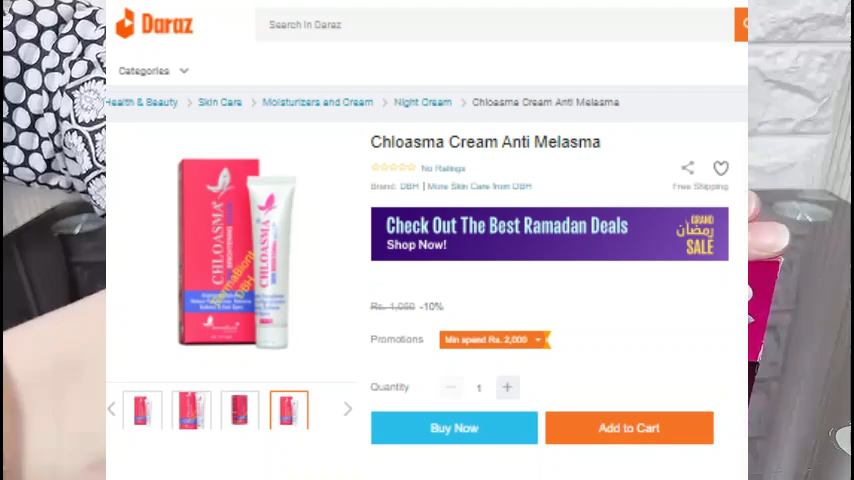 Daraz
Search In Daraz
Categories
Health & Beauty > Skin Care > Moisturizers and Cream > Night Cream > Chloasma Cream Anti Melasma
Chloasma Cream Anti Melasma
No Ratings
Brand: DBH | More Skin Care from DBH
Free Shipping
Check Out The Best Ramadan Deals
Shop Now!
GRAND
رمضان
SALE
CHLOASMA
CHLOASMA
DBH
Rs. 1,050 -10%
Promotions
Min spend Rs. 2,000
Quantity
1
Buy Now
Add to Cart